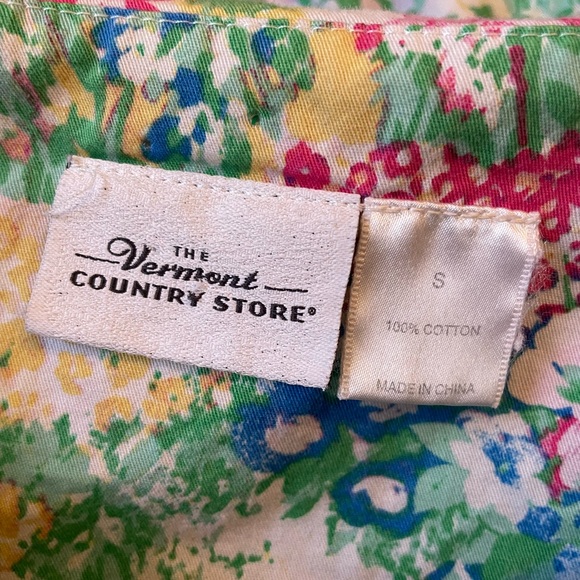 THE
Vermont
COUNTRY STORE®
S
100% COTTON
MADE IN CHINA